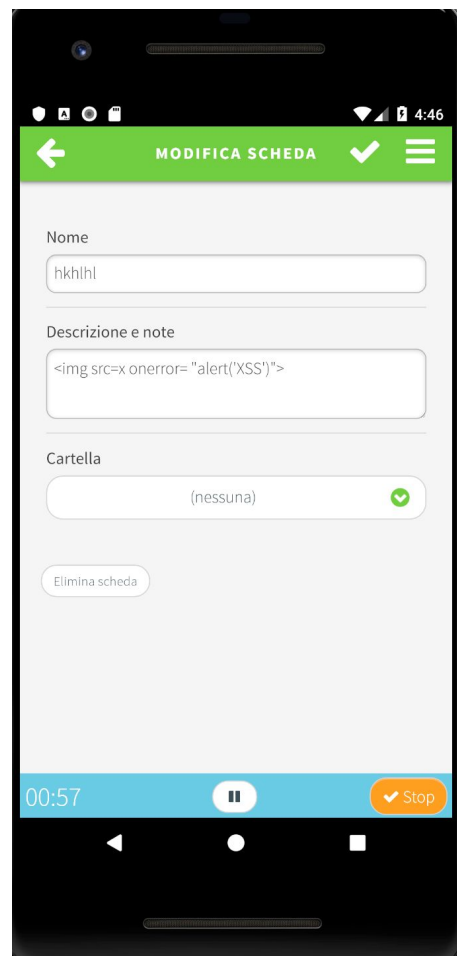 4:46
MODIFICA SCHEDA
Nome
hkhlhl
Descrizione e note
<img src=x onerror= "alert('XSS')">
Cartella
(nessuna)
Elimina scheda
00:57
Stop